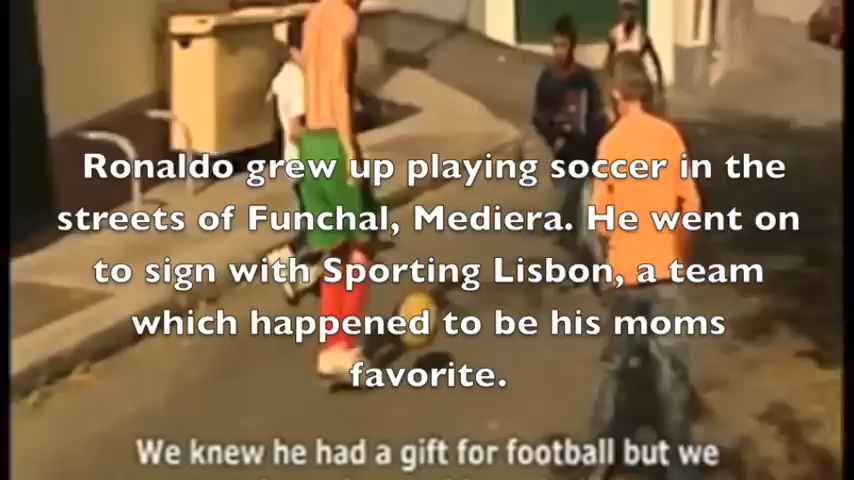 Ronaldo grew up playing soccer in the
streets of Funchal, Mediera. He went on
to sign with Sporting Lisbon, a team
which happened to be his moms
favorite.
We knew he had a gift for football but we